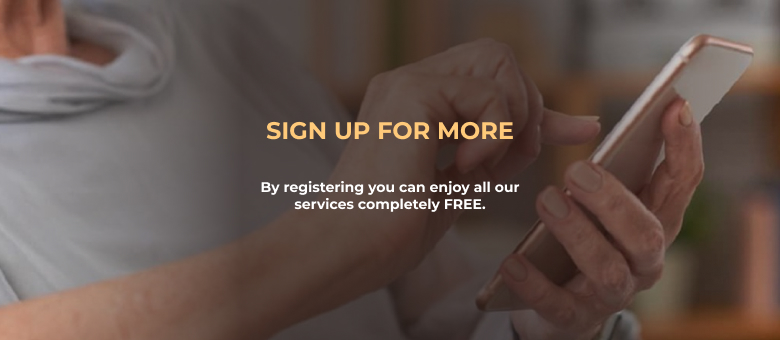 SIGN UP FOR MORE
By registering you can enjoy all our
services completely FREE.